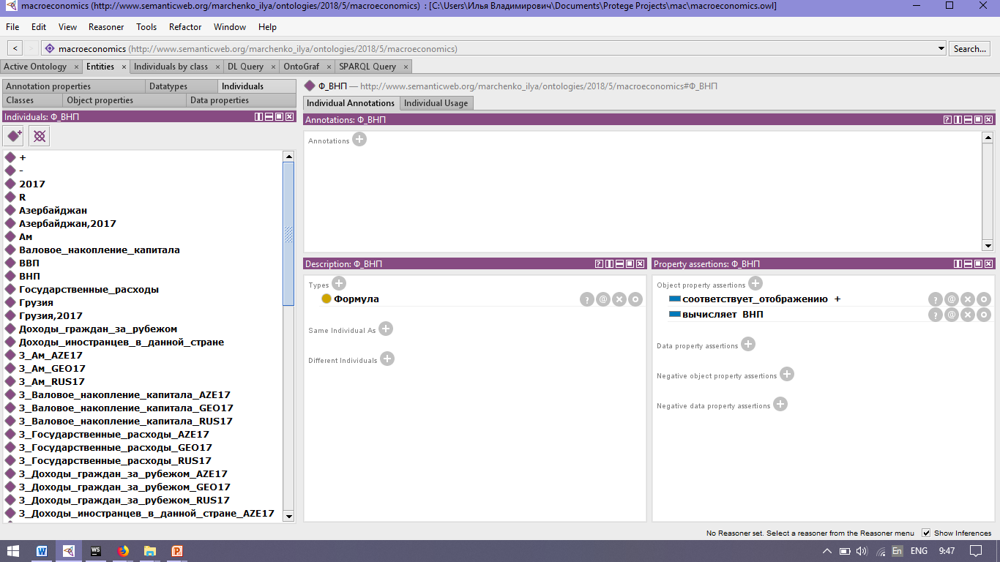 macroeconomics (http://www.semanticweb.org/marchenko_ilya/ontologies/2018/5/macroeconomics) : [C:\Users\Илья Владимирович\Documents\Protege Projects\mac\macroeconomics.owl]
File Edit View Reasoner Tools Refactor Window Help
< > macroeconomics (http://www.semanticweb.org/marchenko_ilya/ontologies/2018/5/macroeconomics) Search...
Active Ontology × Entities × Individuals by class × DL Query × OntoGraf × SPARQL Query ×
Annotation properties Datatypes Individuals
Classes Object properties Data properties
Individuals: Ф_ВНП
+
-
2017
R
Азербайджан
Азербайджан,2017
Ам
Валовое_накопление_капитала
ВВП
ВНП
Государственные_расходы
Грузия
Грузия,2017
Доходы_граждан_за_рубежом
Доходы_иностранцев_в_данной_стране
З_Ам_AZE17
З_Ам_GEO17
З_Ам_RUS17
З_Валовое_накопление_капитала_AZE17
З_Валовое_накопление_капитала_GEO17
З_Валовое_накопление_капитала_RUS17
З_Государственные_расходы_AZE17
З_Государственные_расходы_GEO17
З_Государственные_расходы_RUS17
З_Доходы_граждан_за_рубежом_AZE17
З_Доходы_граждан_за_рубежом_GEO17
З_Доходы_граждан_за_рубежом_RUS17
З_Доходы_иностранцев_в_данной_стране_AZE17
Ф_ВНП — http://www.semanticweb.org/marchenko_ilya/ontologies/2018/5/macroeconomics#Ф_ВНП
Individual Annotations Individual Usage
Annotations: Ф_ВНП
Annotations
Description: Ф_ВНП
Types
Формула
Same Individual As
Different Individuals
Property assertions: Ф_ВНП
Object property assertions
соответствует_отображению +
вычисляет ВНП
Data property assertions
Negative object property assertions
Negative data property assertions
No Reasoner set. Select a reasoner from the Reasoner menu Show Inferences
WS En ENG 9:47